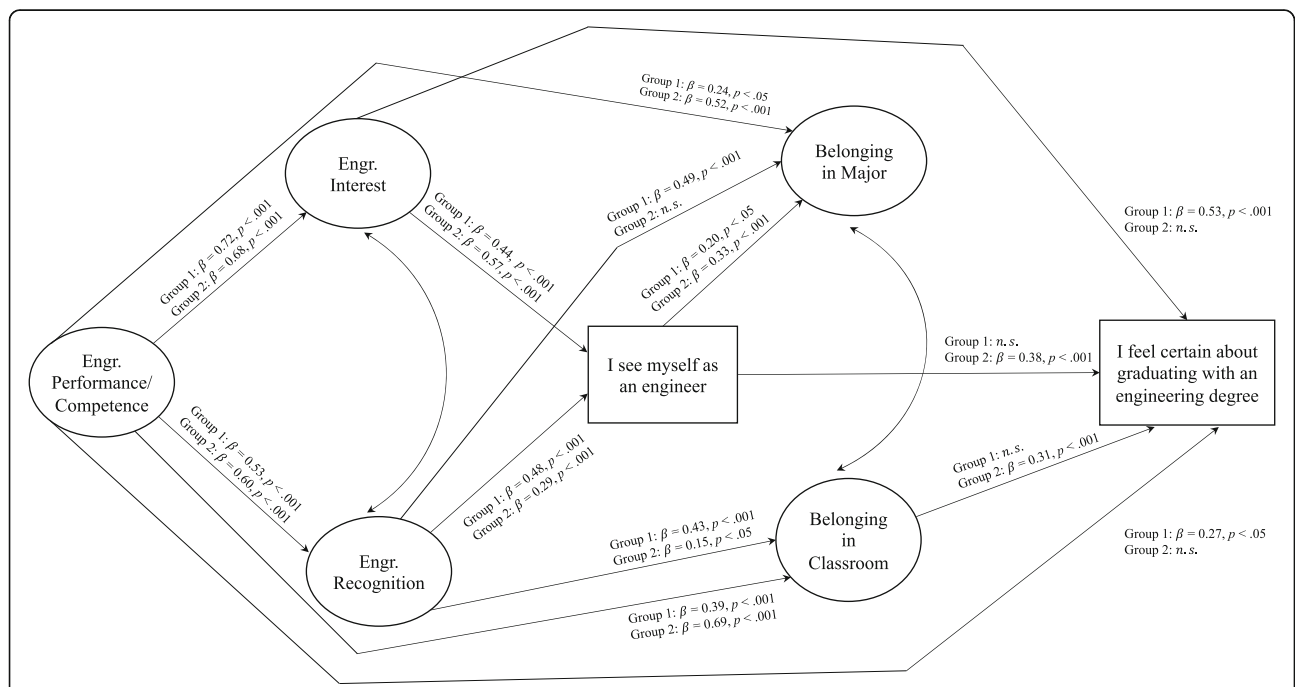 Group 1: β = 0.24, p < .05
Group 2: β = 0.52, p < .001
Engr.
Interest
Belonging
in Major
Group 1: β = 0.49, p < .001
Group 2: n.s.
Group 1: β = 0.72, p < .001
Group 2: β = 0.68, p < .001
Group 1: β = 0.44, p < .001
Group 2: β = 0.57, p < .001
Group 1: β = 0.20, p < .05
Group 2: β = 0.33, p < .001
Group 1: β = 0.53, p < .001
Group 2: n.s.
Engr.
Performance/
Competence
I see myself as
an engineer
Group 1: n.s.
Group 2: β = 0.38, p < .001
I feel certain about
graduating with an
engineering degree
Group 1: β = 0.53, p < .001
Group 2: β = 0.60, p < .001
Group 1: β = 0.48, p < .001
Group 2: β = 0.29, p < .001
Group 1: n.s.
Group 2: β = 0.31, p < .001
Engr.
Recognition
Group 1: β = 0.43, p < .001
Group 2: β = 0.15, p < .05
Belonging
in
Classroom
Group 1: β = 0.27, p < .05
Group 2: n.s.
Group 1: β = 0.39, p < .001
Group 2: β = 0.69, p < .001